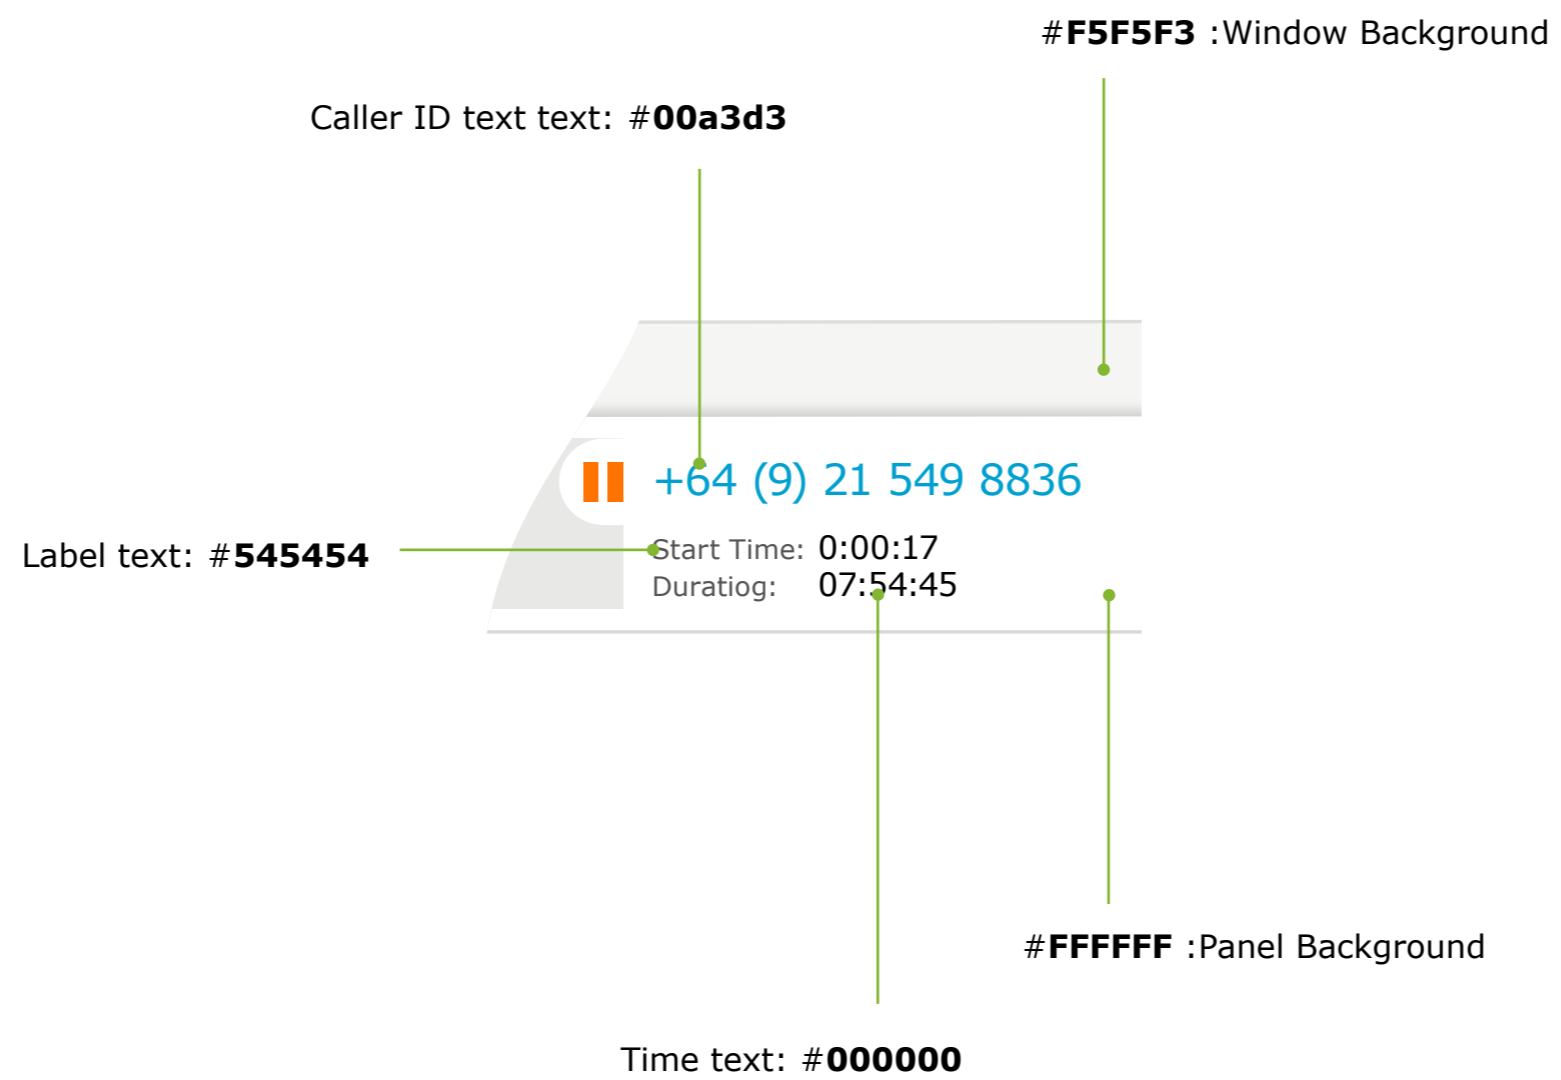 #F5F5F3 :Window Background
Caller ID text text: #00a3d3
+64 (9) 21 549 8836
Label text: #545454
Start Time: 0:00:17
Duratiog: 07:54:45
#FFFFFF :Panel Background
Time text: #000000